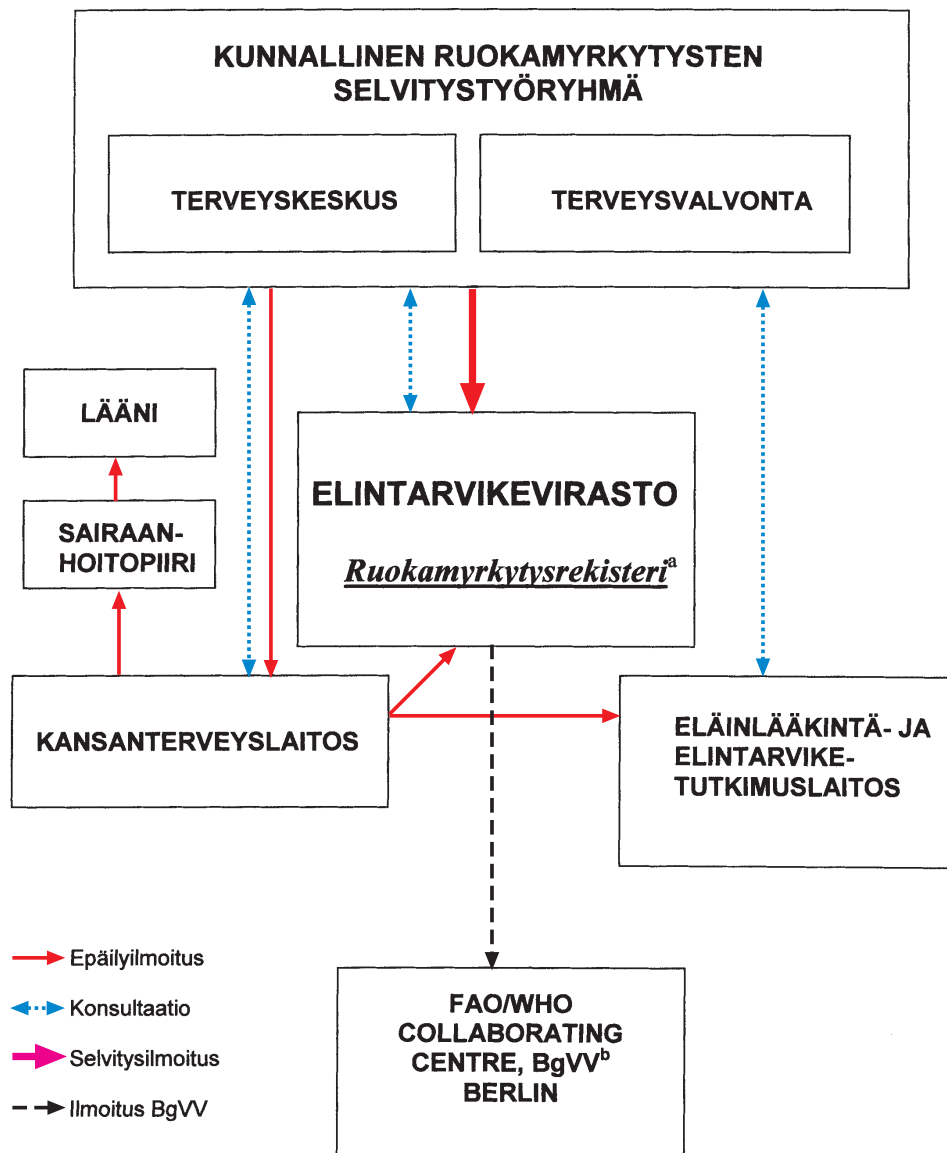 KUNNALLINEN RUOKAMYRKYTYSTEN
SELVITYSTYÖRYHMÄ
TERVEYSKESKUS
TERVEYSVALVONTA
LÄÄNI
SAIRAAN-
HOITOPIIRI
ELINTARVIKEVIRASTO
Ruokamyrkytysrekisteri^a
KANSANTERVEYSLAITOS
ELÄINLÄÄKINTÄ- JA
ELINTARVIKE-
TUTKIMUSLAITOS
Epäilyilmoitus
Konsultaatio
Selvitysilmoitus
Ilmoitus BgVV
FAO/WHO
COLLABORATING
CENTRE, BgVV^b
BERLIN